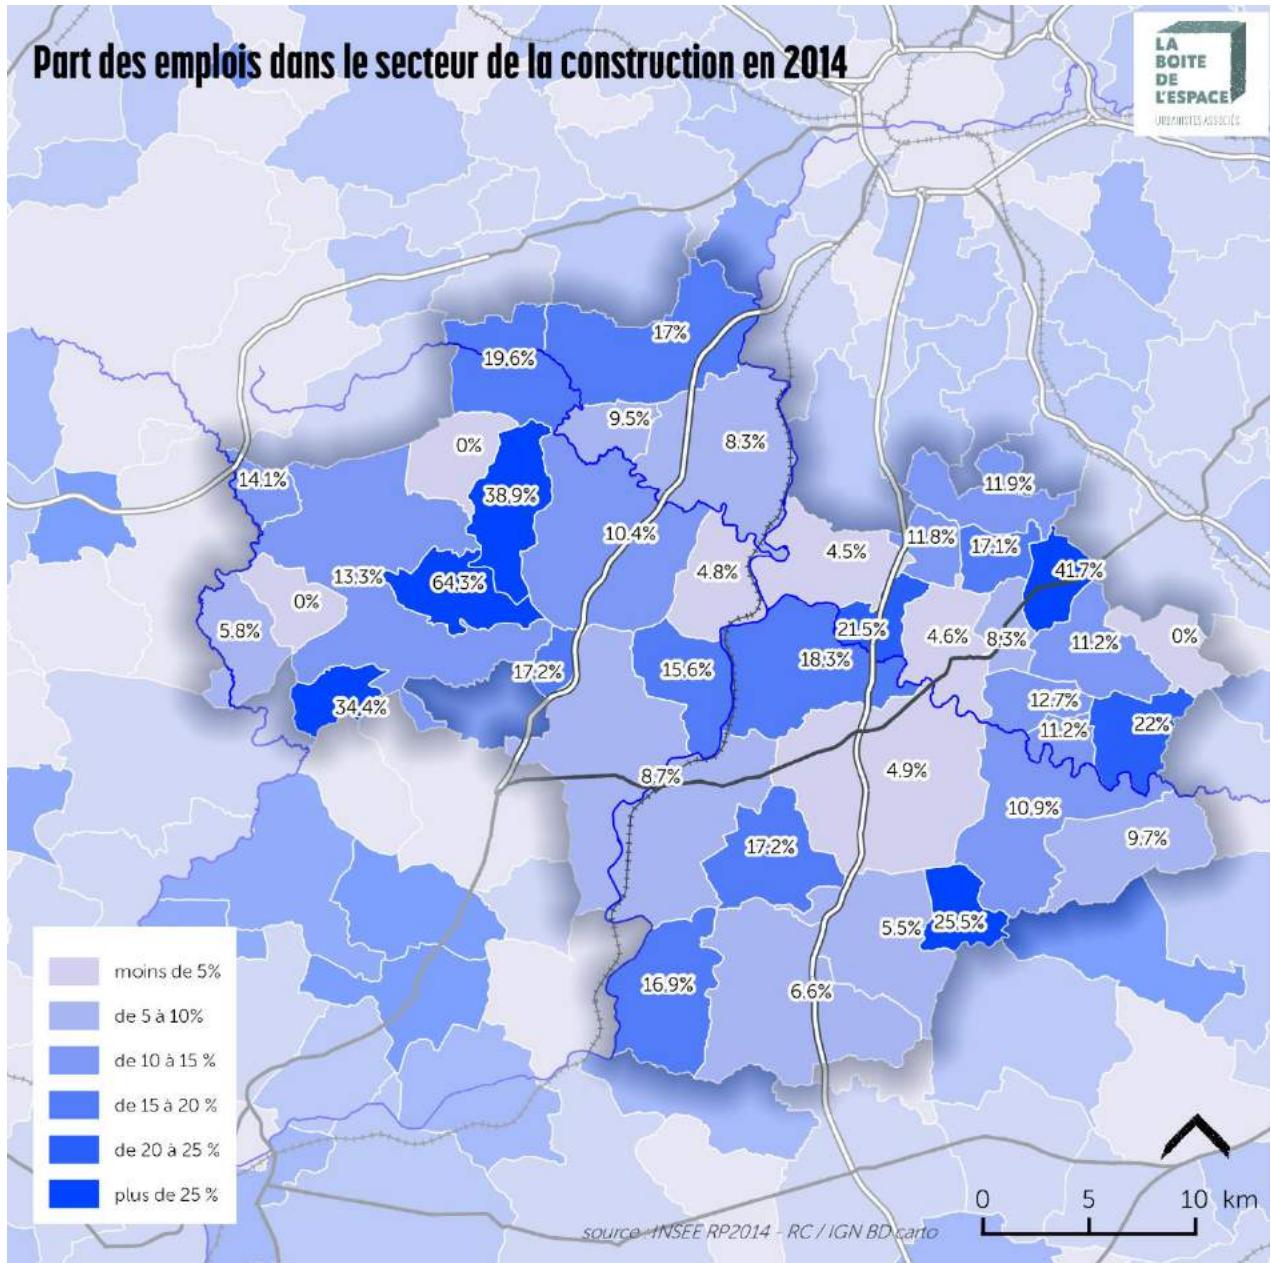 Part des emplois dans le secteur de la construction en 2014
LA
BOITE
DE
L'ESPACE
URBANISTES ASSOCIÉS
17%
19,6%
9.5%
8.3%
0%
14.1%
38,9%
11.9%
10.4%
11.8%
17.1%
4.5%
4.8%
41.7%
13.3%
64,3%
0%
5.8%
21.5%
4.6%
8,3%
11.2%
0%
18,3%
17.2%
15.6%
34,4%
12.7%
11.2%
22%
8.7%
4.9%
10,9%
9.7%
17.2%
5.5%
25,5%
16,9%
6.6%
moins de 5%
de 5 à 10%
de 10 à 15 %
de 15 à 20 %
de 20 à 25 %
plus de 25 %
0 5 10 km
source : INSEE RP2014 - RC / IGN BD carto